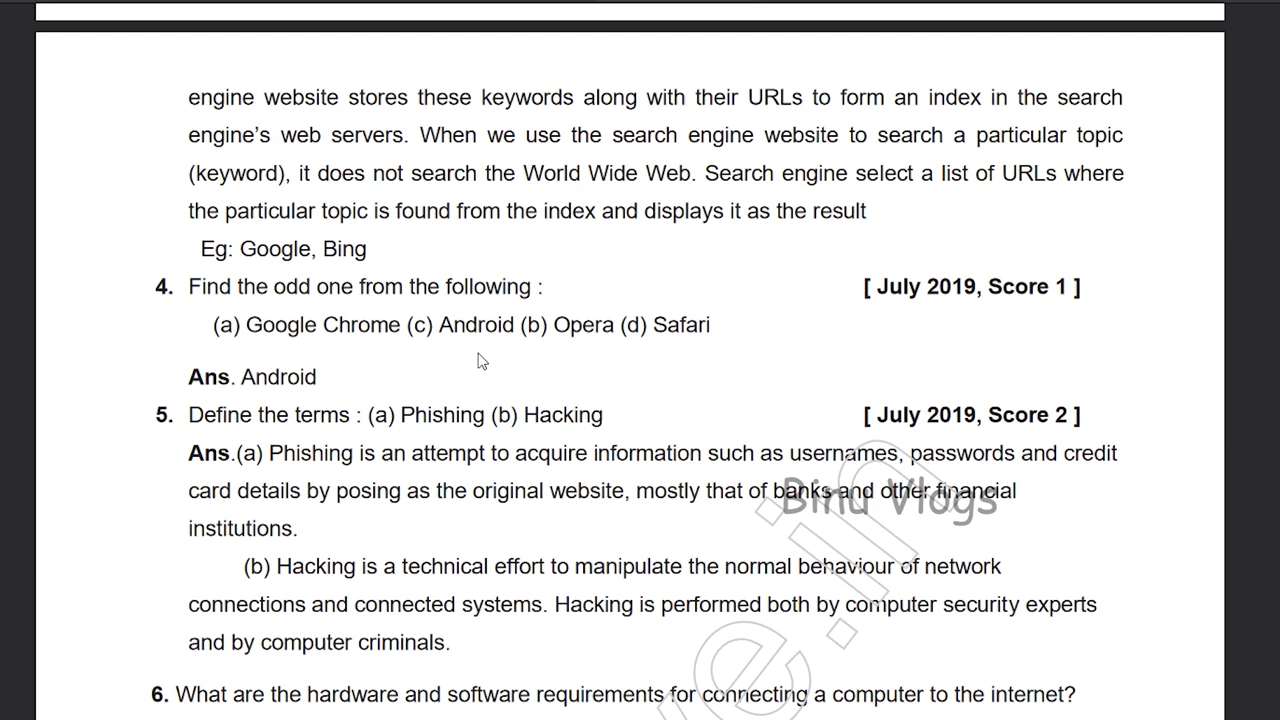 engine website stores these keywords along with their URLs to form an index in the search
engine’s web servers. When we use the search engine website to search a particular topic
(keyword), it does not search the World Wide Web. Search engine select a list of URLs where
the particular topic is found from the index and displays it as the result
Eg: Google, Bing
4. Find the odd one from the following : [ July 2019, Score 1 ]
(a) Google Chrome (c) Android (b) Opera (d) Safari
Ans. Android
5. Define the terms : (a) Phishing (b) Hacking [ July 2019, Score 2 ]
Ans.(a) Phishing is an attempt to acquire information such as usernames, passwords and credit
card details by posing as the original website, mostly that of banks and other financial
Binu Vlogs
institutions.
(b) Hacking is a technical effort to manipulate the normal behaviour of network
connections and connected systems. Hacking is performed both by computer security experts
and by computer criminals.
6. What are the hardware and software requirements for connecting a computer to the internet?
e.in